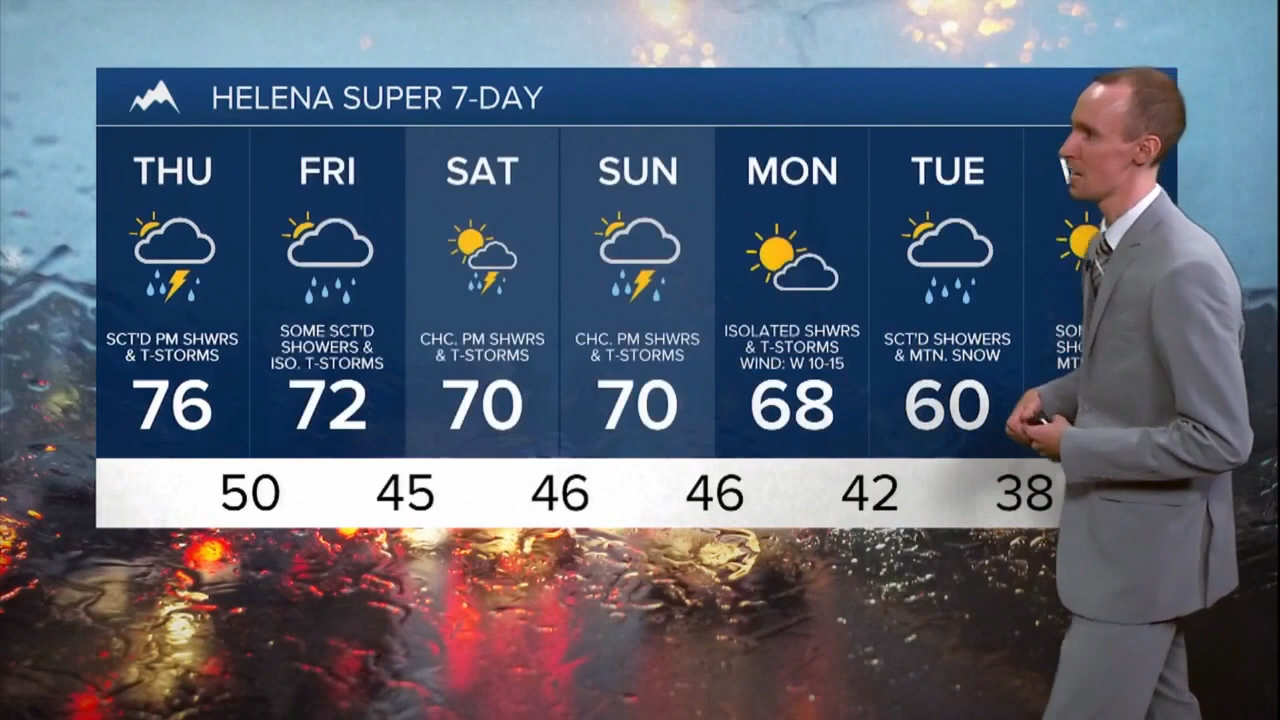 HELENA SUPER 7-DAY
THU
FRI
SAT
SUN
MON
TUE
SCT'D PM SHWRS
& T-STORMS
SOME SCT'D
SHOWERS &
ISO. T-STORMS
CHC. PM SHWRS
& T-STORMS
CHC. PM SHWRS
& T-STORMS
ISOLATED SHWRS
& T-STORMS
WIND: W 10-15
SCT'D SHOWERS
& MTN. SNOW
76
72
70
70
68
60
50
45
46
46
42
38